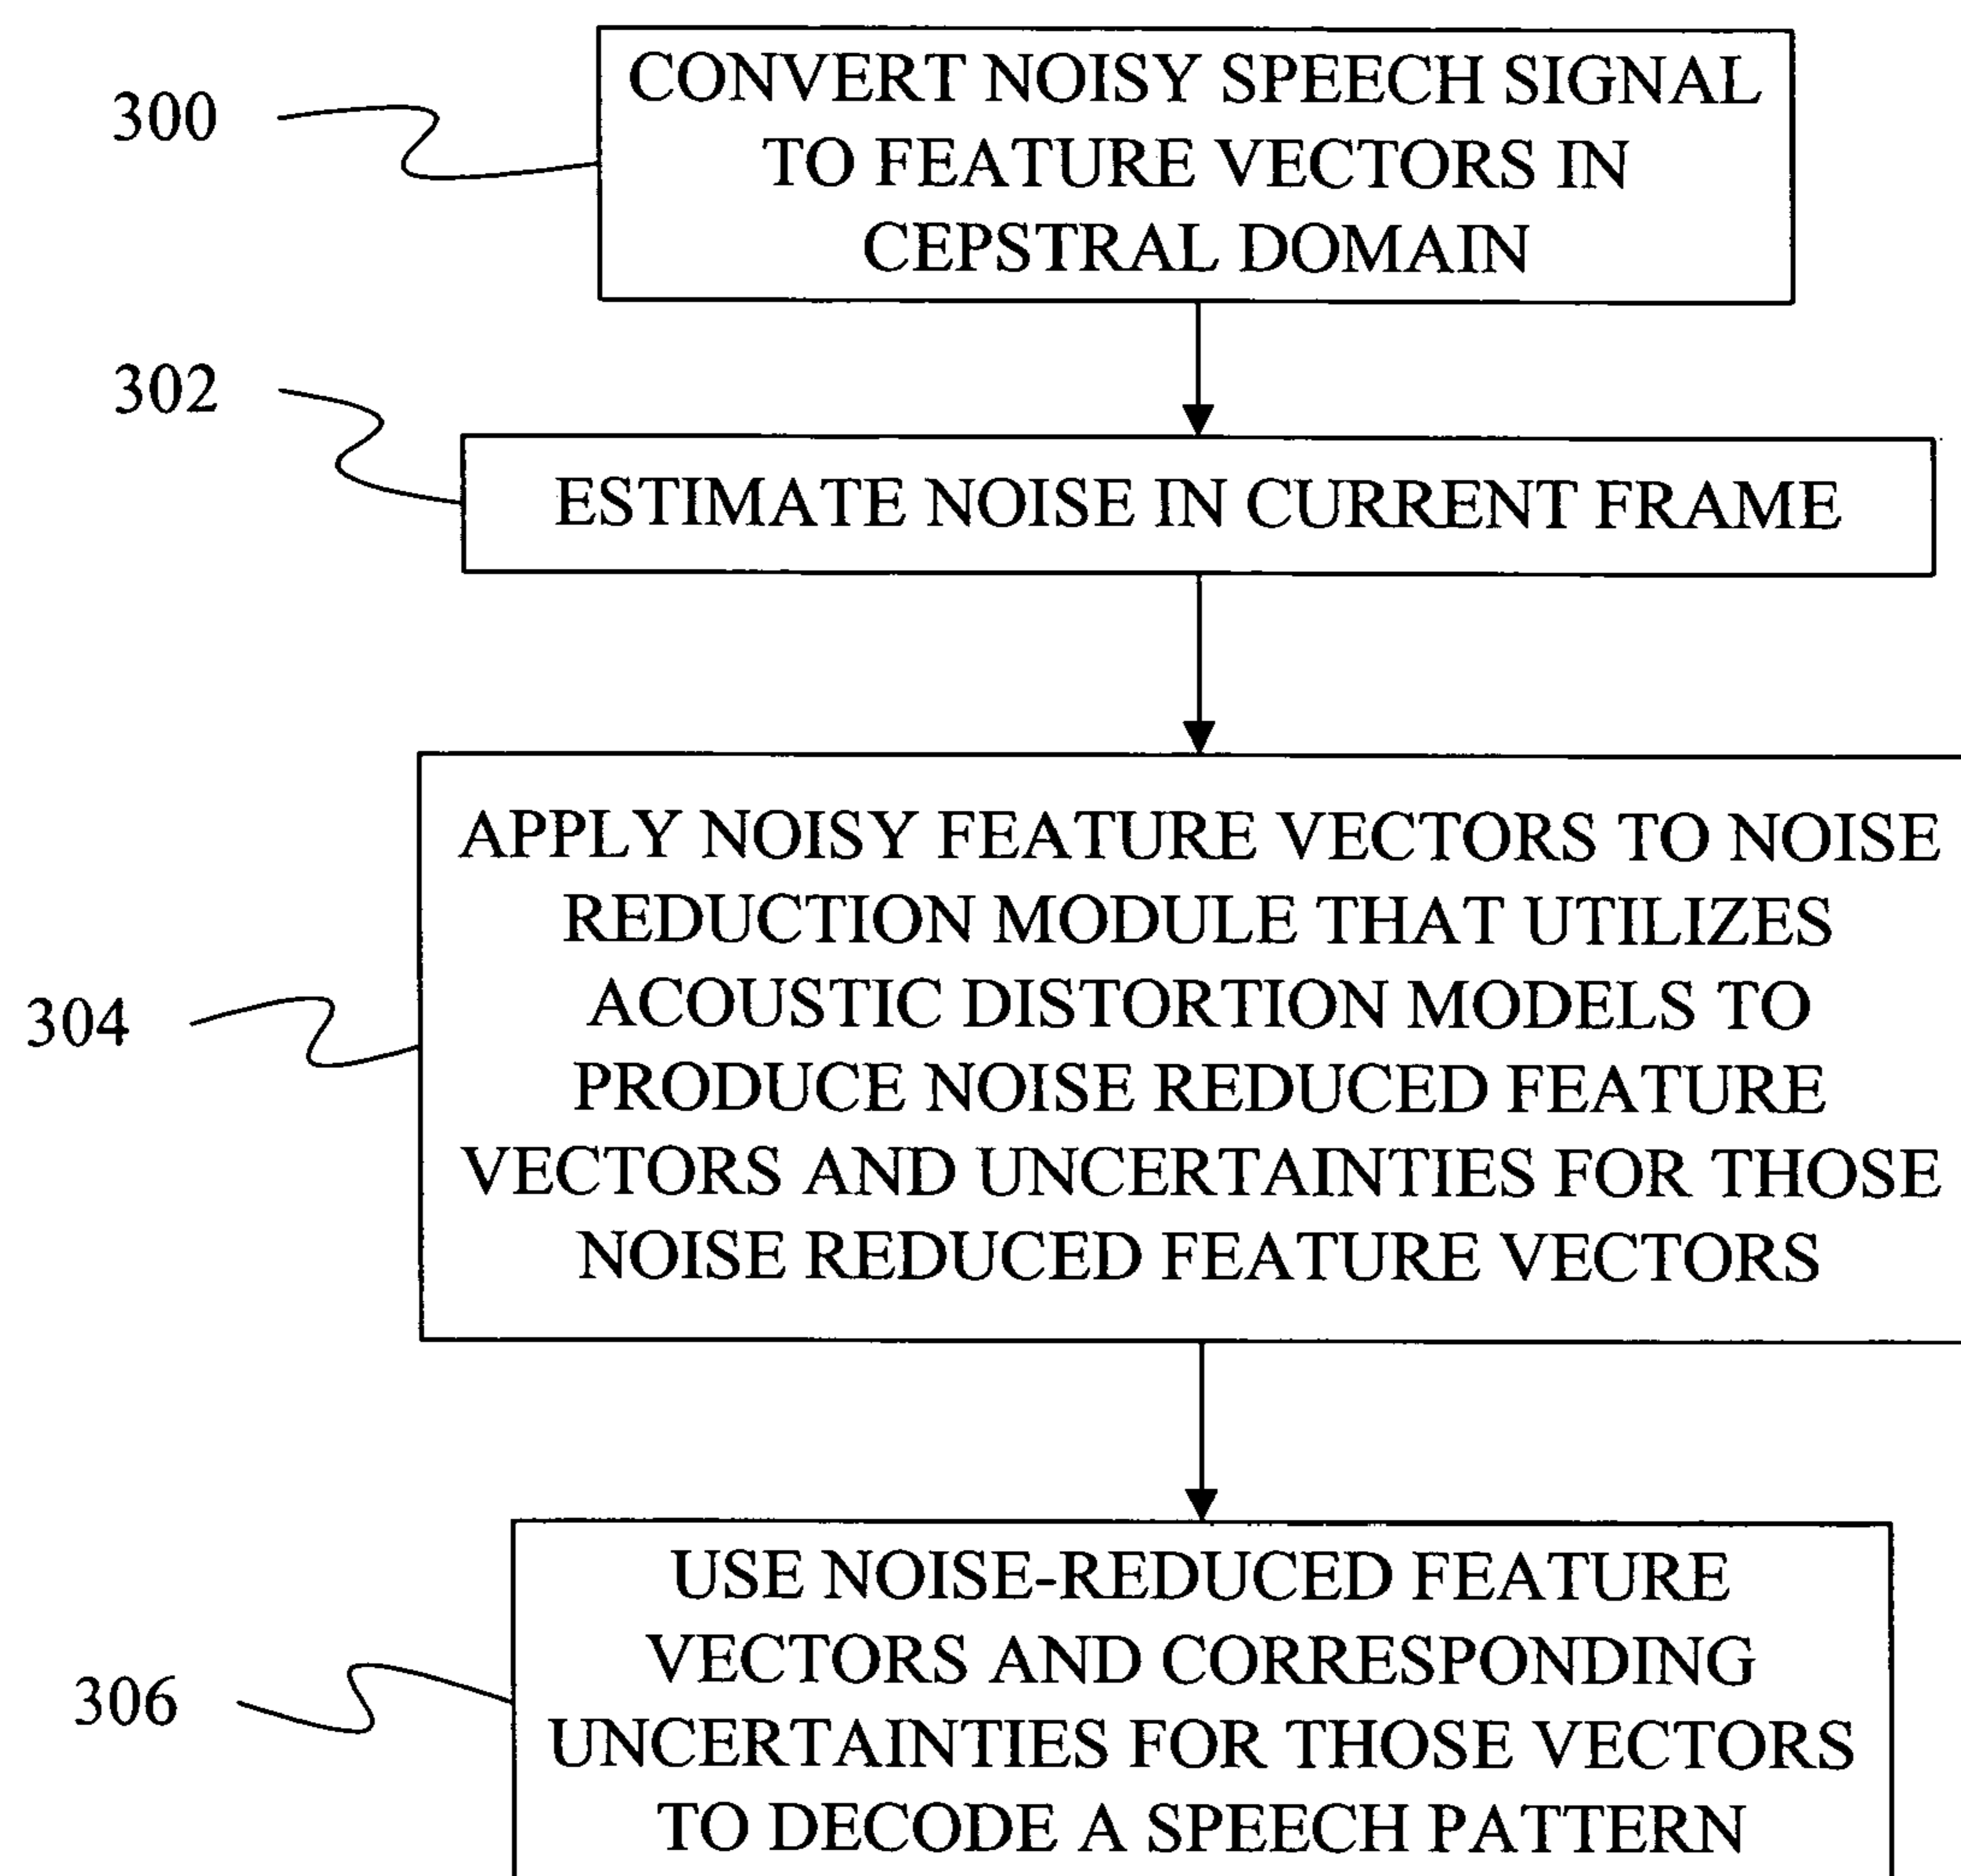 300
CONVERT NOISY SPEECH SIGNAL
TO FEATURE VECTORS IN
CEPSTRAL DOMAIN
302
ESTIMATE NOISE IN CURRENT FRAME
304
APPLY NOISY FEATURE VECTORS TO NOISE
REDUCTION MODULE THAT UTILIZES
ACOUSTIC DISTORTION MODELS TO
PRODUCE NOISE REDUCED FEATURE
VECTORS AND UNCERTAINTIES FOR THOSE
NOISE REDUCED FEATURE VECTORS
306
USE NOISE-REDUCED FEATURE
VECTORS AND CORRESPONDING
UNCERTAINTIES FOR THOSE VECTORS
TO DECODE A SPEECH PATTERN